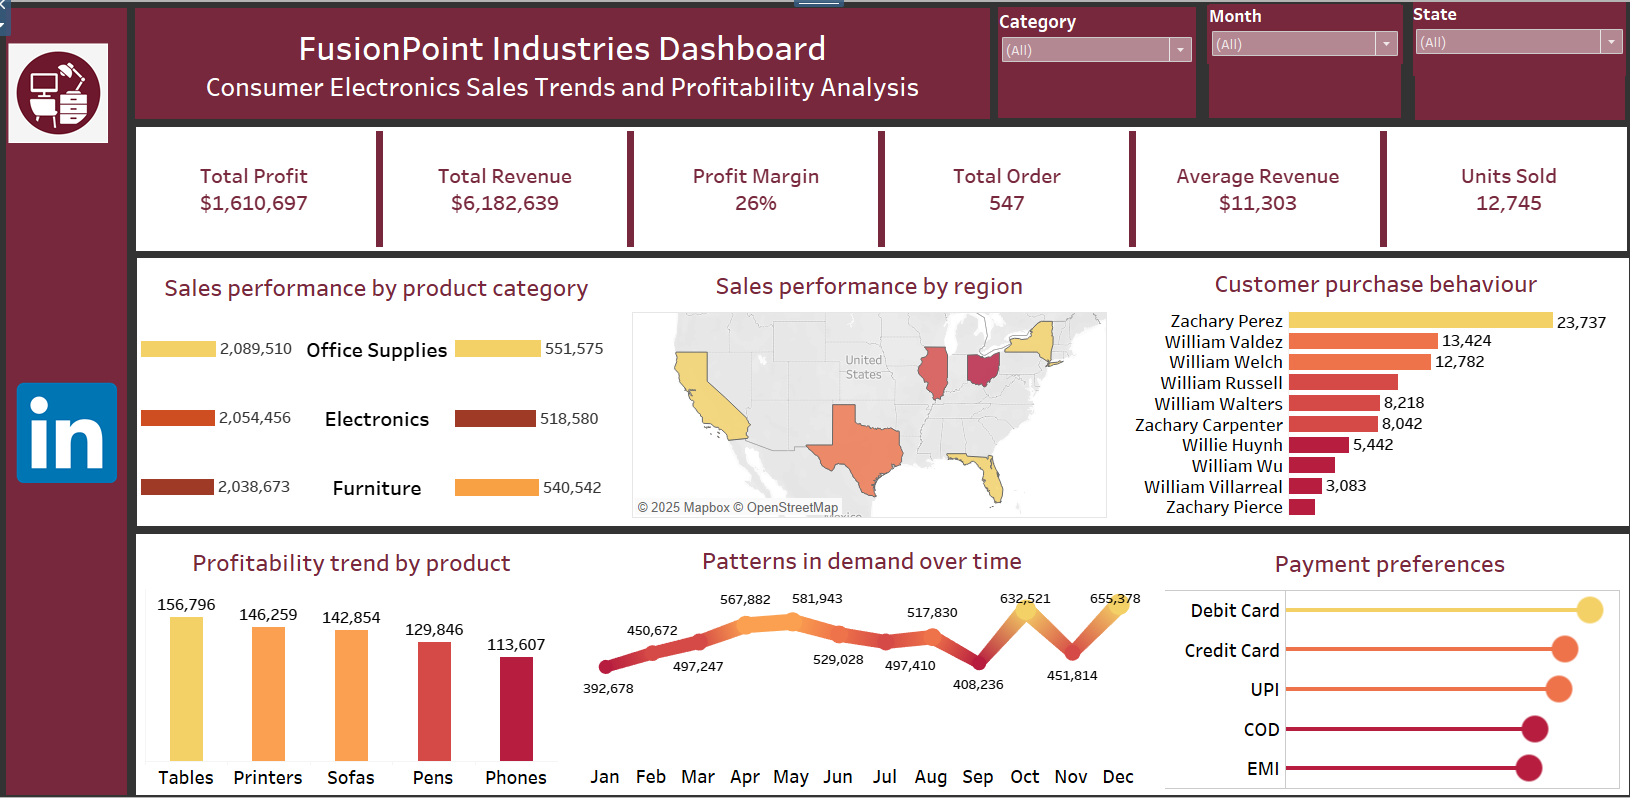 FusionPoint Industries Dashboard
Consumer Electronics Sales Trends and Profitability Analysis
Category
(All)
Month
(All)
State
(All)
Total Profit
$1,610,697
Total Revenue
$6,182,639
Profit Margin
26%
Total Order
547
Average Revenue
$11,303
Units Sold
12,745
in
Sales performance by product category
2,089,510 Office Supplies 551,575
2,054,456 Electronics 518,580
2,038,673 Furniture 540,542
Sales performance by region
United
States
© 2025 Mapbox © OpenStreetMap
Customer purchase behaviour
Zachary Perez 23,737
William Valdez 13,424
William Welch 12,782
William Russell
William Walters 8,218
Zachary Carpenter 8,042
Willie Huynh 5,442
William Wu
William Villarreal 3,083
Zachary Pierce
Profitability trend by product
156,796 146,259 142,854 129,846 113,607
Tables Printers Sofas Pens Phones
Patterns in demand over time
392,678 450,672 497,247 567,882 581,943 529,028 497,410 517,830 408,236 632,521 451,814 655,378
Jan Feb Mar Apr May Jun Jul Aug Sep Oct Nov Dec
Payment preferences
Debit Card
Credit Card
UPI
COD
EMI